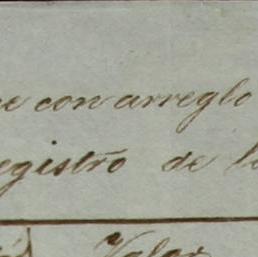 con arreglo
registro de
Valor